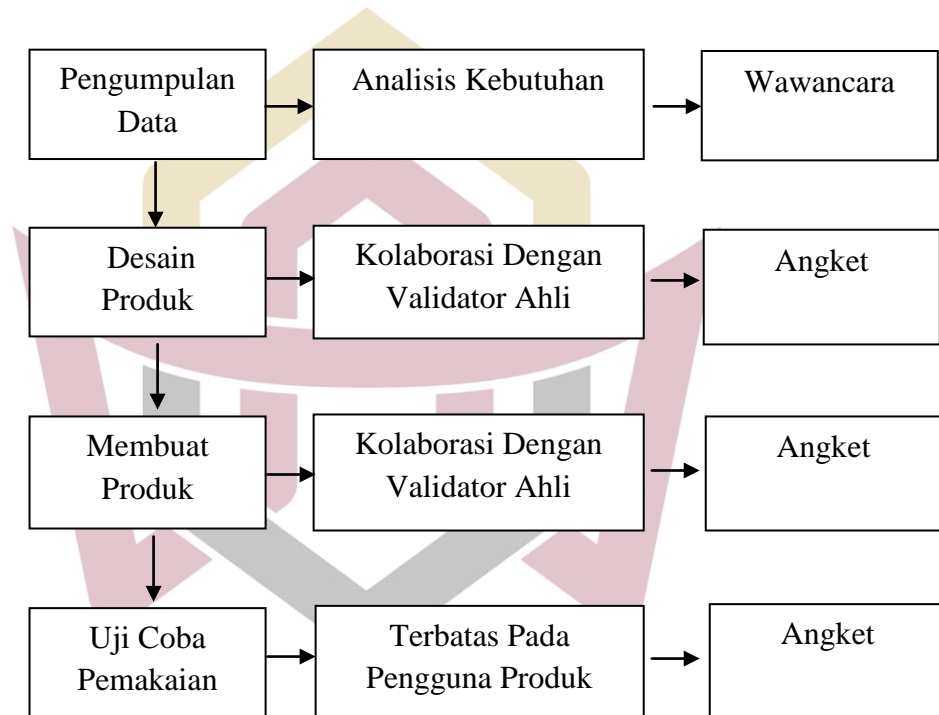 Pengumpulan
Data
Analisis Kebutuhan
Wawancara
Desain
Produk
Kolaborasi Dengan
Validator Ahli
Angket
Membuat
Produk
Kolaborasi Dengan
Validator Ahli
Angket
Uji Coba
Pemakaian
Terbatas Pada
Pengguna Produk
Angket